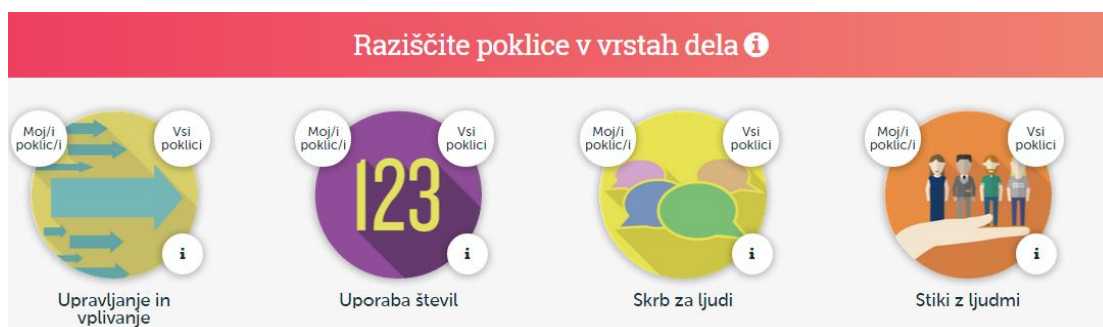 Raziščite poklice v vrstah dela i
Moj/i
poklic/i
Vsi
poklici
i
Upravljanje in
vplivanje
Moj/i
poklic/i
Vsi
poklici
123
i
Uporaba števil
Moj/i
poklic/i
Vsi
poklici
i
Skrb za ljudi
Moj/i
poklic/i
Vsi
poklici
i
Stiki z ljudmi